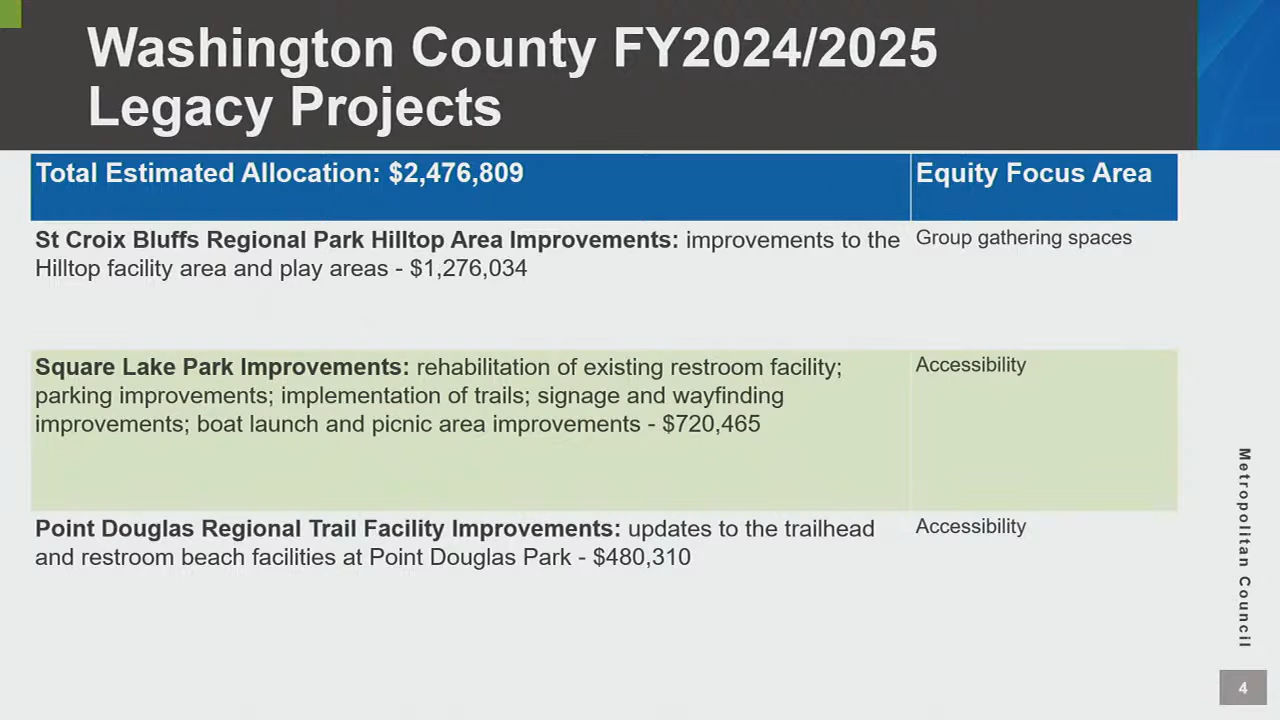 Washington County FY2024/2025
Legacy Projects
Total Estimated Allocation: $2,476,809
Equity Focus Area
St Croix Bluffs Regional Park Hilltop Area Improvements: improvements to the
Hilltop facility area and play areas - $1,276,034
Group gathering spaces
Square Lake Park Improvements: rehabilitation of existing restroom facility;
parking improvements; implementation of trails; signage and wayfinding
improvements; boat launch and picnic area improvements - $720,465
Accessibility
Point Douglas Regional Trail Facility Improvements: updates to the trailhead
and restroom beach facilities at Point Douglas Park - $480,310
Accessibility
Metropolitan Council
4